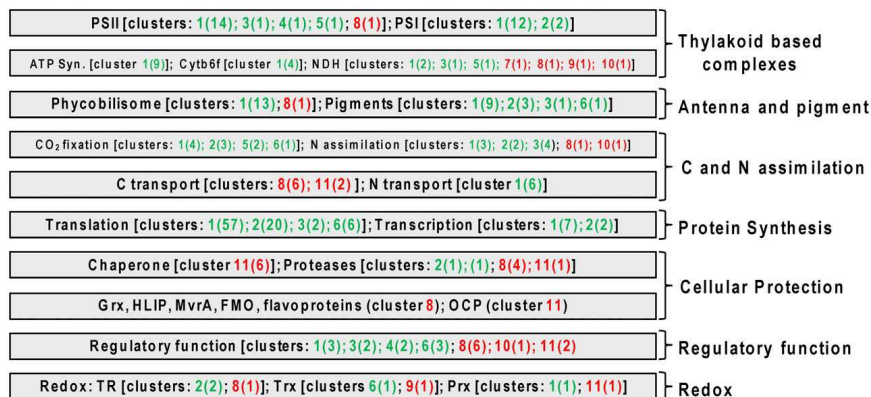 PSII [clusters: 1(14); 3(1); 4(1); 5(1); 8(1)]; PSI [clusters: 1(12); 2(2)]
ATP Syn. [cluster 1(9)]; Cytb6f [cluster 1(4)]; NDH [clusters: 1(2); 3(1); 5(1); 7(1); 8(1); 9(1); 10(1)]
Thylakoid based
complexes
Phycobilisome [clusters: 1(13); 8(1)]; Pigments [clusters: 1(9); 2(3); 3(1); 6(1)]
Antenna and pigment
CO₂ fixation [clusters: 1(4); 2(3); 5(2); 6(1)]; N assimilation [clusters: 1(3); 2(2); 3(4); 8(1); 10(1)]
C transport [clusters: 8(6); 11(2) ]; N transport [cluster 1(6)]
C and N assimilation
Translation [clusters: 1(57); 2(20); 3(2); 6(6)]; Transcription [clusters: 1(7); 2(2)]
Protein Synthesis
Chaperone [cluster 11(6)]; Proteases [clusters: 2(1); (1); 8(4); 11(1)]
Grx, HLIP, MvrA, FMO, flavoproteins (cluster 8); OCP (cluster 11)
Cellular Protection
Regulatory function [clusters: 1(3); 3(2); 4(2); 6(3); 8(6); 10(1); 11(2)
Regulatory function
Redox: TR [clusters: 2(2); 8(1)]; Trx [clusters 6(1); 9(1)]; Prx [clusters: 1(1); 11(1)]
Redox